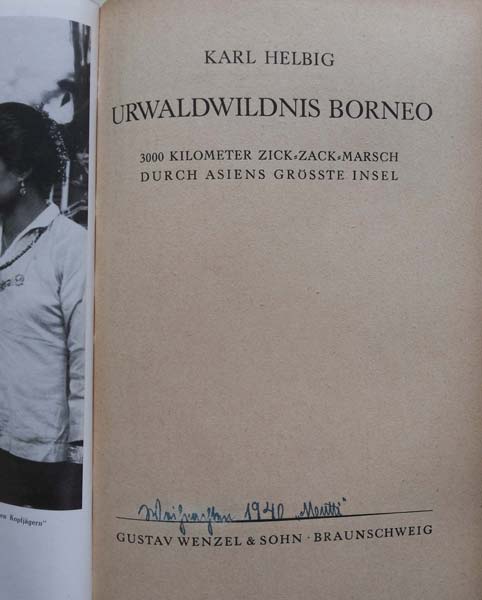 KARL HELBIG
URWALDWILDNIS BORNEO
3000 KILOMETER ZICK-ZACK-MARSCH
DURCH ASIENS GRÖSSTE INSEL
Weihnachten 1940 „Mutti“
GUSTAV WENZEL & SOHN · BRAUNSCHWEIG
en Kopfjägern“